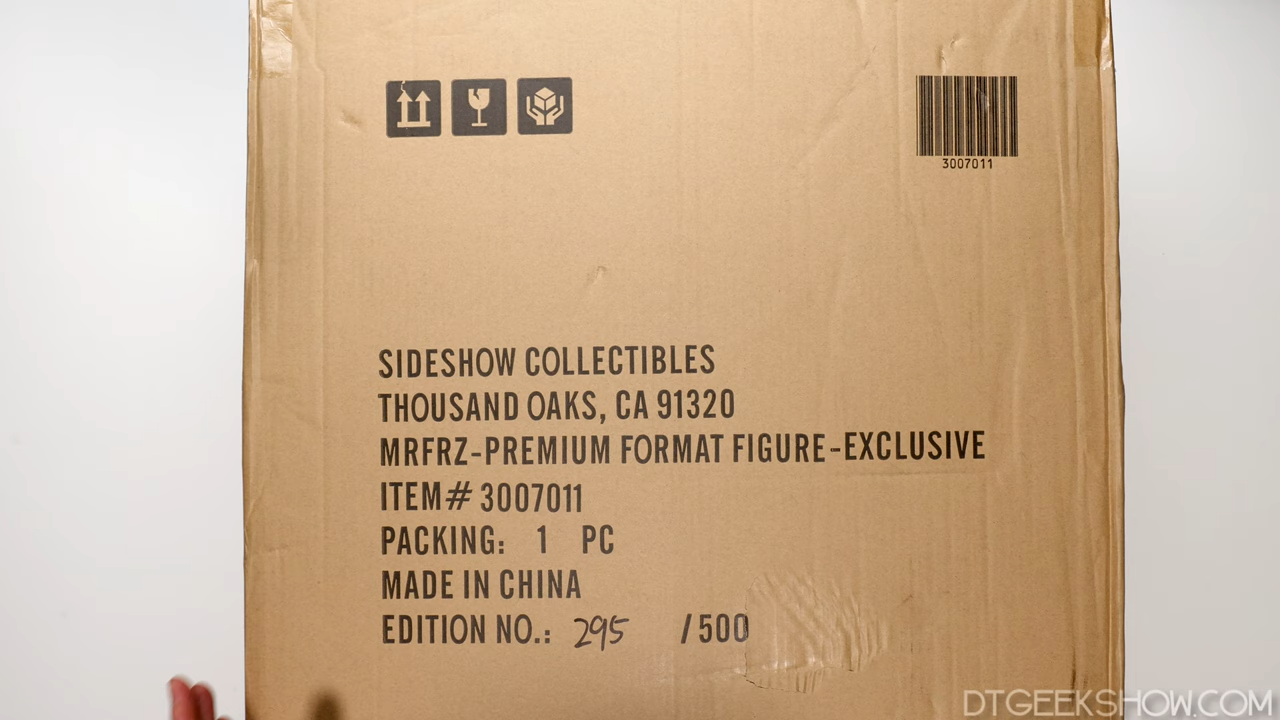 3007011
SIDESHOW COLLECTIBLES
THOUSAND OAKS, CA 91320
MRFRZ-PREMIUM FORMAT FIGURE-EXCLUSIVE
ITEM# 3007011
PACKING: 1 PC
MADE IN CHINA
EDITION NO.: 295 /500
DTGEEKSHOW.COM